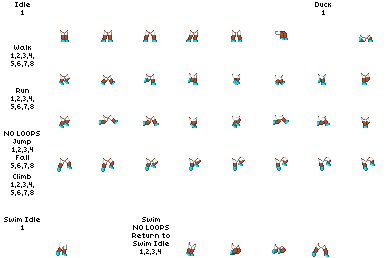 Idle
1
Duck
1
Walk
1,2,3,4,
5,6,7,8
Run
1,2,3,4,
5,6,7,8
NO LOOPS
Jump
1,2,3,4
Fall
5,6,7,8
Climb
1,2,3,4,
5,6,7,8
Swim Idle
1
Swim
NO LOOPS
Return to
Swim Idle
1,2,3,4